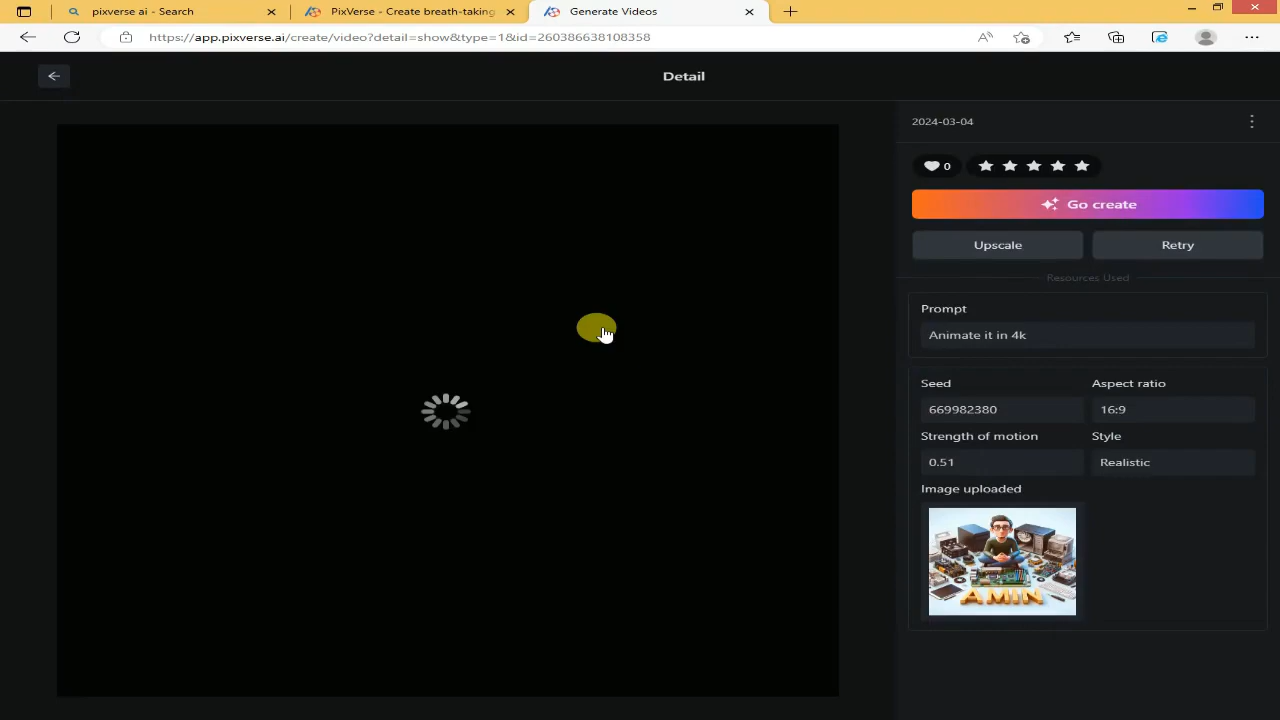 pixverse ai - Search
PixVerse - Create breath-taking
Generate Videos
https://app.pixverse.ai/create/video?detail=show&type=1&id=260386638108358
Detail
2024-03-04
0
Go create
Upscale
Retry
Resources Used
Prompt
Animate it in 4k
Seed
Aspect ratio
669982380
16:9
Strength of motion
Style
0.51
Realistic
Image uploaded
AMIN